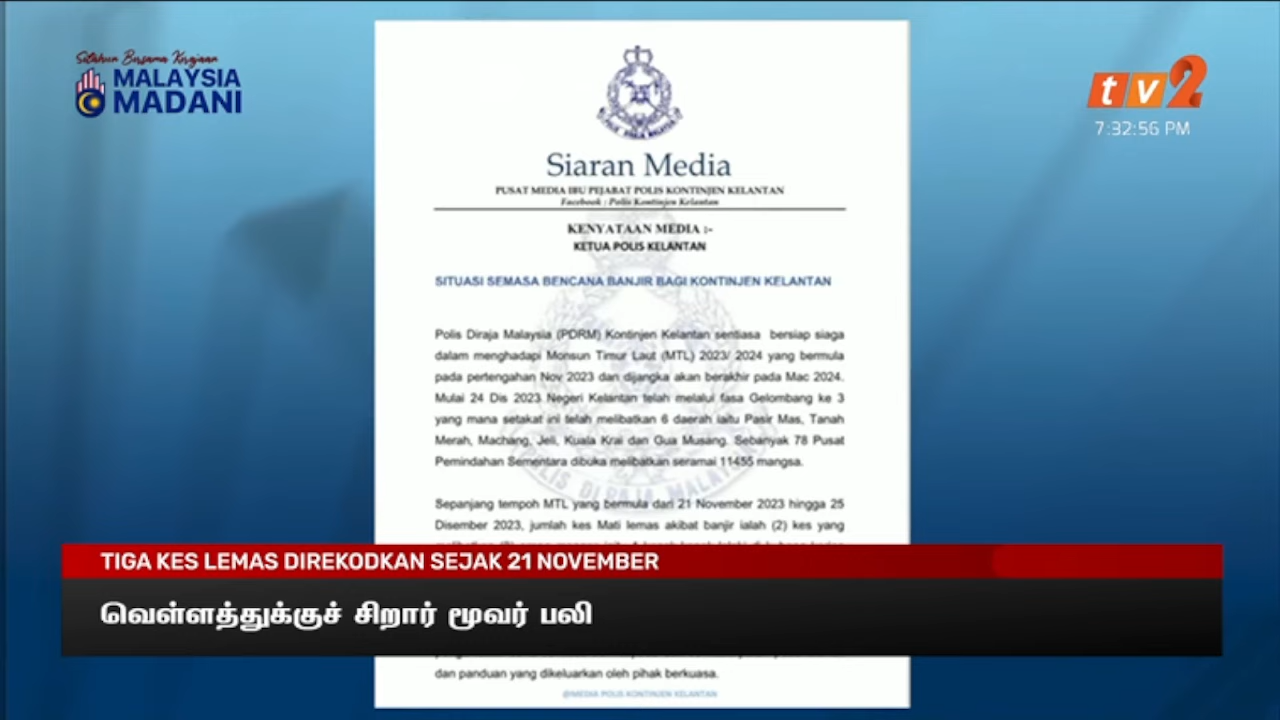 Setahun Bersama Kerajaan
MALAYSIA
MADANI
tv2
7:32:56 PM
POLIS DIRAJA MALAYSIA
Siaran Media
PUSAT MEDIA IBU PEJABAT POLIS KONTINJEN KELANTAN
Facebook : Polis Kontinjen Kelantan
KENYATAAN MEDIA :-
KETUA POLIS KELANTAN
SITUASI SEMASA BENCANA BANJIR BAGI KONTINJEN KELANTAN
Polis Diraja Malaysia (PDRM) Kontinjen Kelantan sentiasa bersiap siaga
dalam menghadapi Monsun Timur Laut (MTL) 2023/ 2024 yang bermula
pada pertengahan Nov 2023 dan dijangka akan berakhir pada Mac 2024.
Mulai 24 Dis 2023 Negeri Kelantan telah melalui fasa Gelombang ke 3
yang mana setakat ini telah melibatkan 6 daerah iaitu Pasir Mas, Tanah
Merah, Machang, Jeli, Kuala Krai dan Gua Musang. Sebanyak 78 Pusat
Pemindahan Sementara dibuka melibatkan seramai 11455 mangsa.
POLIS DIRAJA MALAYSIA
Sepanjang tempoh MTL yang bermula dari 21 November 2023 hingga 25
Disember 2023, jumlah kes Mati lemas akibat banjir ialah (2) kes yang
TIGA KES LEMAS DIREKODKAN SEJAK 21 NOVEMBER
வெள்ளத்துக்குச் சிறார் மூவர் பலி
dan panduan yang dikeluarkan oleh pihak berkuasa.
@MEDIA POLIS KONTINJEN KELANTAN